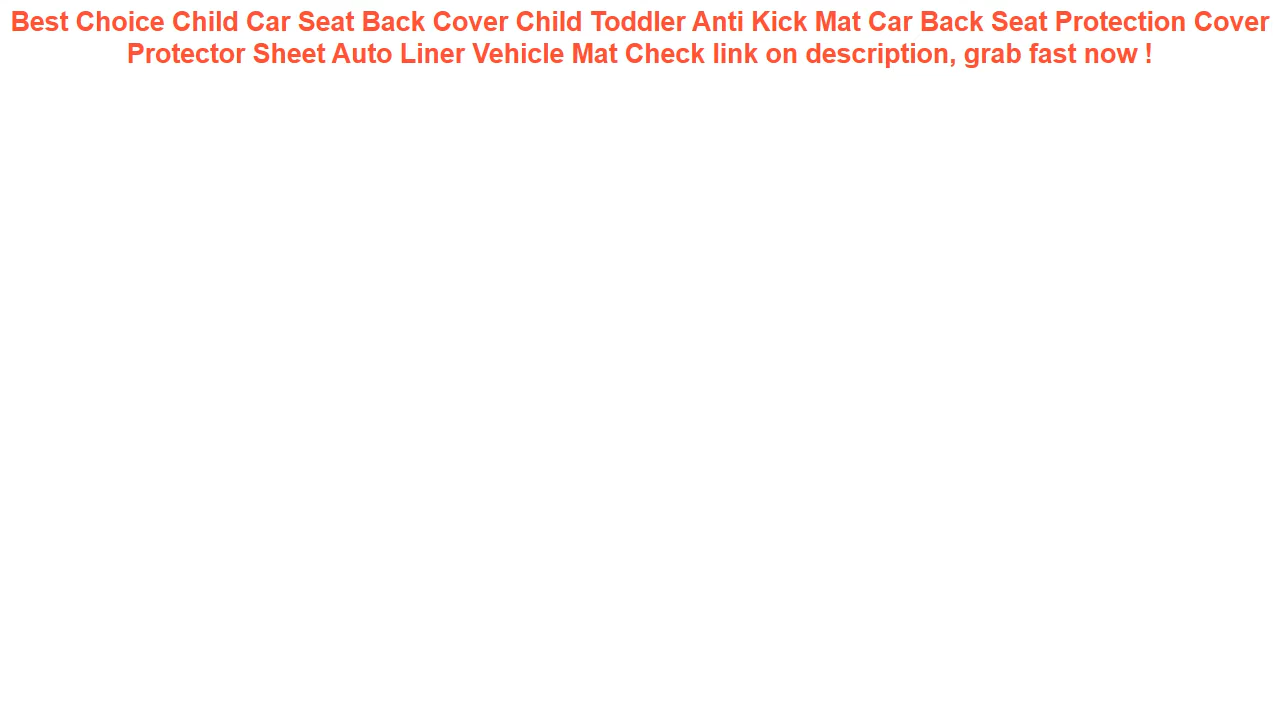 Best Choice Child Car Seat Back Cover Child Toddler Anti Kick Mat Car Back Seat Protection Cover
Protector Sheet Auto Liner Vehicle Mat Check link on description, grab fast now !